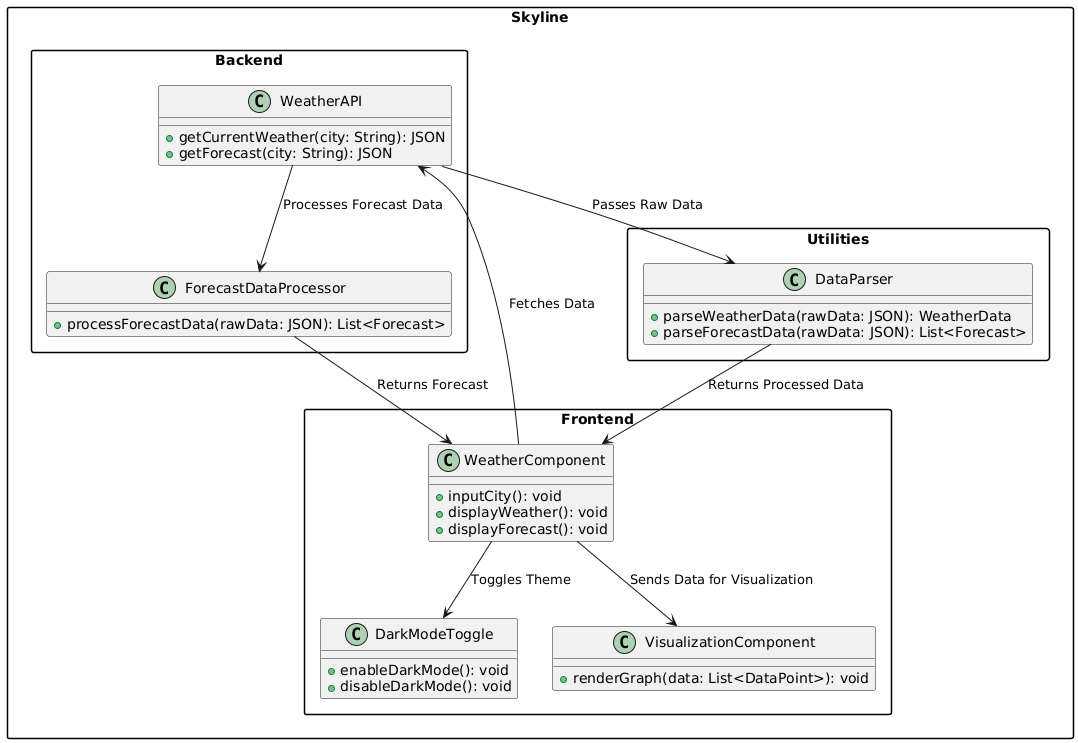 Skyline
Backend
C WeatherAPI
getCurrentWeather(city: String): JSON
getForecast(city: String): JSON
Processes Forecast Data
Passes Raw Data
Utilities
C ForecastDataProcessor
processForecastData(rawData: JSON): List<Forecast>
C DataParser
parseWeatherData(rawData: JSON): WeatherData
parseForecastData(rawData: JSON): List<Forecast>
Fetches Data
Returns Forecast
Returns Processed Data
Frontend
C WeatherComponent
inputCity(): void
displayWeather(): void
displayForecast(): void
Toggles Theme
Sends Data for Visualization
C DarkModeToggle
enableDarkMode(): void
disableDarkMode(): void
C VisualizationComponent
renderGraph(data: List<DataPoint>): void